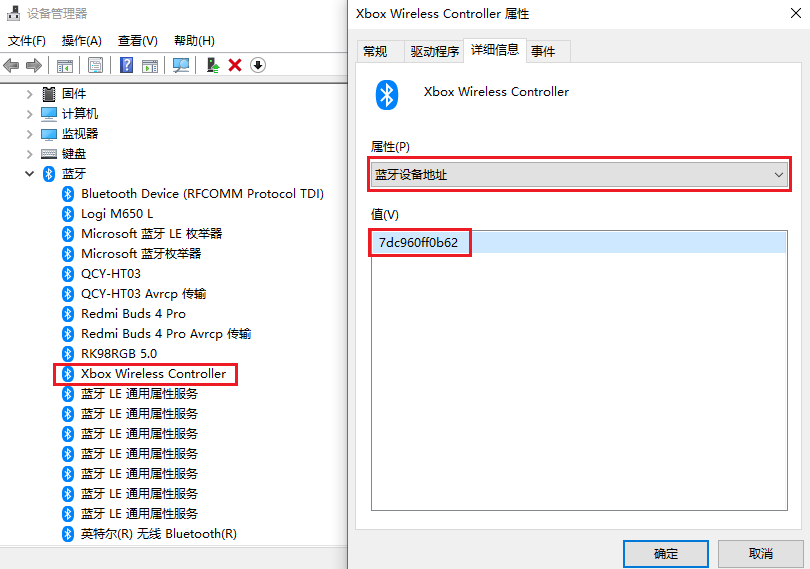 设备管理器
文件(F) 操作(A) 查看(V) 帮助(H)
固件
计算机
监视器
键盘
蓝牙
Bluetooth Device (RFCOMM Protocol TDI)
Logi M650 L
Microsoft 蓝牙 LE 枚举器
Microsoft 蓝牙枚举器
QCY-HT03
QCY-HT03 Avrcp 传输
Redmi Buds 4 Pro
Redmi Buds 4 Pro Avrcp 传输
RK98RGB 5.0
Xbox Wireless Controller
蓝牙 LE 通用属性服务
蓝牙 LE 通用属性服务
蓝牙 LE 通用属性服务
蓝牙 LE 通用属性服务
蓝牙 LE 通用属性服务
蓝牙 LE 通用属性服务
蓝牙 LE 通用属性服务
英特尔(R) 无线 Bluetooth(R)
Xbox Wireless Controller 属性
常规 驱动程序 详细信息 事件
Xbox Wireless Controller
属性(P)
蓝牙设备地址
值(V)
7dc960ff0b62
确定 取消